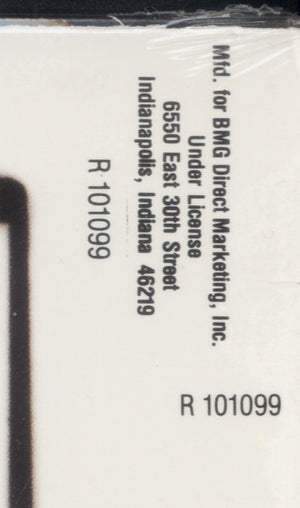 Mfd. for BMG Direct Marketing, Inc.
Under License
6550 East 30th Street
Indianapolis, Indiana 46219
R 101099
R 101099